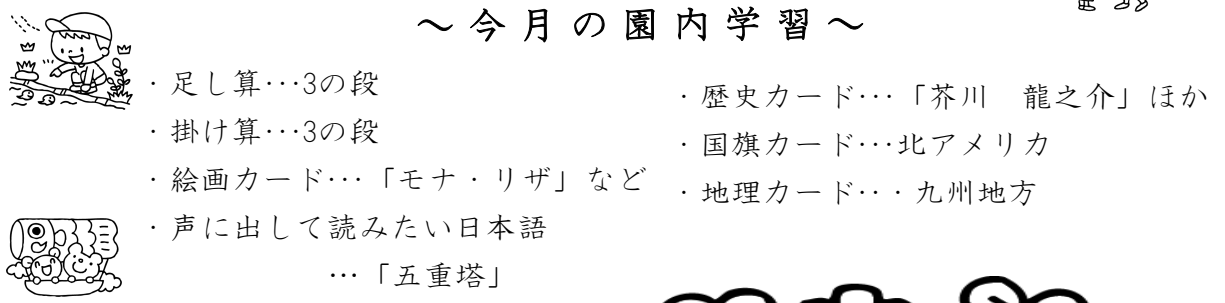 ～今月の園内学習～
・足し算…3の段
・掛け算…3の段
・絵画カード…「モナ・リザ」など
・声に出して読みたい日本語
…「五重塔」
・歴史カード…「芥川　龍之介」ほか
・国旗カード…北アメリカ
・地理カード‥・九州地方